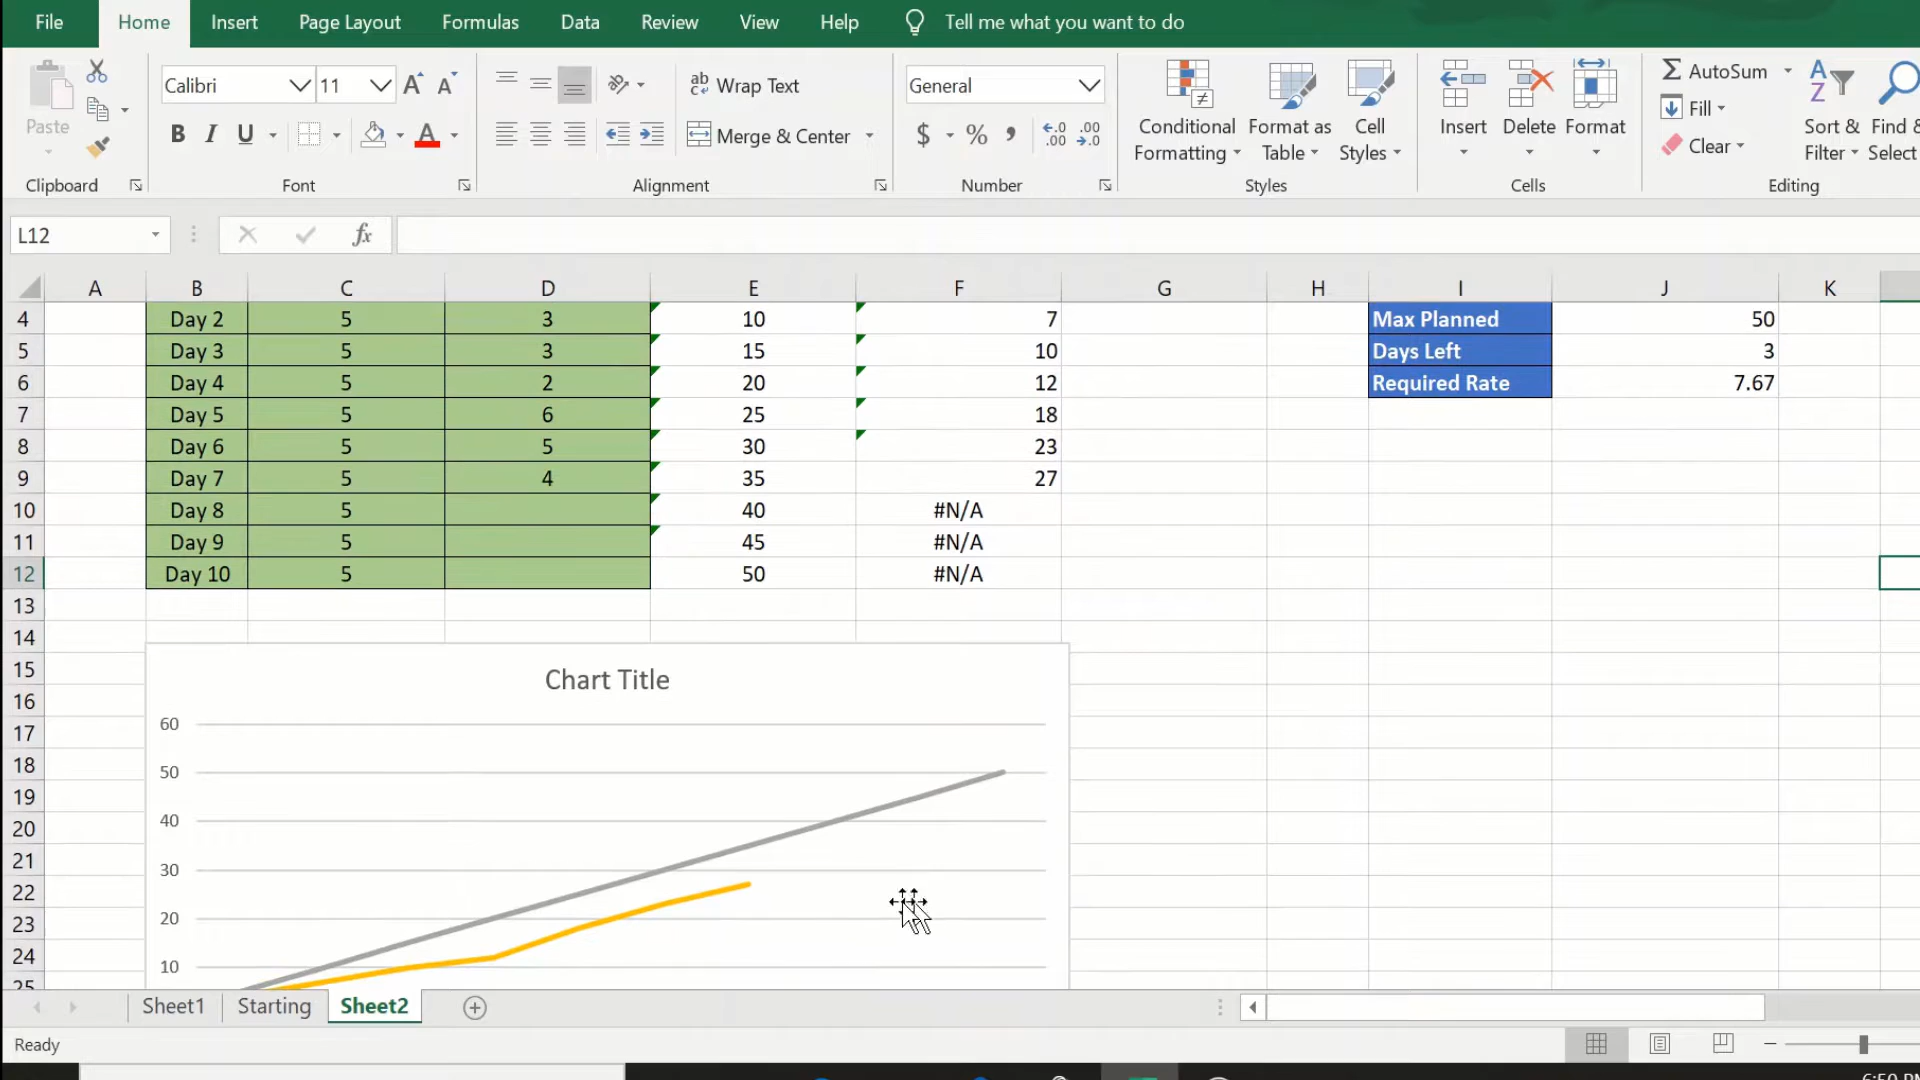 File Home Insert Page Layout Formulas Data Review View Help Tell me what you want to do
Calibri 11 ab Wrap Text General AutoSum
Paste Fill
B I U A Merge & Center $ % , Conditional Formatting Format as Table Cell Styles Insert Delete Format Clear Sort & Filter Find & Select
Clipboard Font Alignment Number Styles Cells Editing
L12 fx
A B C D E F G H I J K
4 Day 2 5 3 10 7 Max Planned 50
5 Day 3 5 3 15 10 Days Left 3
6 Day 4 5 2 20 12 Required Rate 7.67
7 Day 5 5 6 25 18
8 Day 6 5 5 30 23
9 Day 7 5 4 35 27
10 Day 8 5 40 #N/A
11 Day 9 5 45 #N/A
12 Day 10 5 50 #N/A
13
14
15 Chart Title
16 60
17 50
18
19 40
20
21 30
22
23 20
24 10
25
Sheet1 Starting Sheet2
Ready